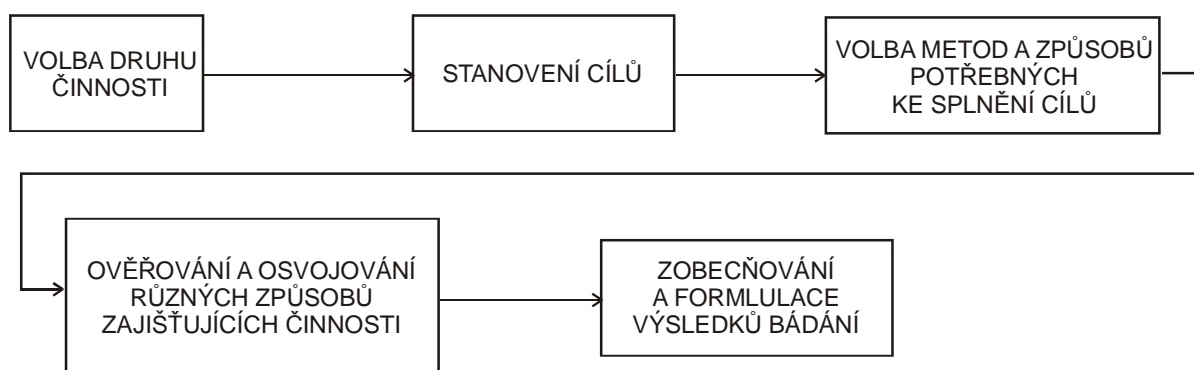 VOLBA DRUHU
ČINNOSTI
STANOVENÍ CÍLŮ
VOLBA METOD A ZPŮSOBŮ
POTŘEBNÝCH
KE SPLNĚNÍ CÍLŮ
OVĚŘOVÁNÍ A OSVOJOVÁNÍ
RŮZNÝCH ZPŮSOBŮ
ZAJIŠŤUJÍCÍCH ČINNOSTI
ZOBECŇOVÁNÍ
A FORMLULACE
VÝSLEDKŮ BÁDÁNÍ